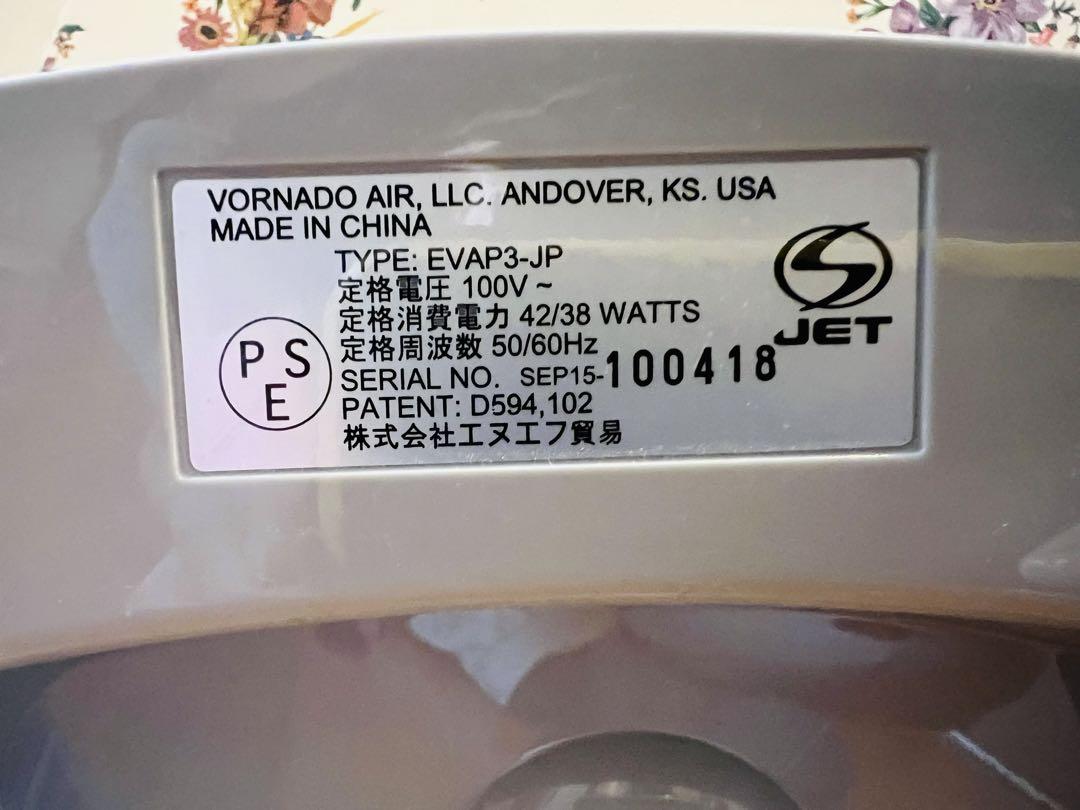 VORNADO AIR, LLC. ANDOVER, KS. USA
MADE IN CHINA
TYPE: EVAP3-JP
定格電圧 100V ~
定格消費電力 42/38 WATTS
定格周波数 50/60Hz
SERIAL NO. SEP15-100418
PATENT: D594,102
株式会社エヌエフ貿易
P S
E
JET